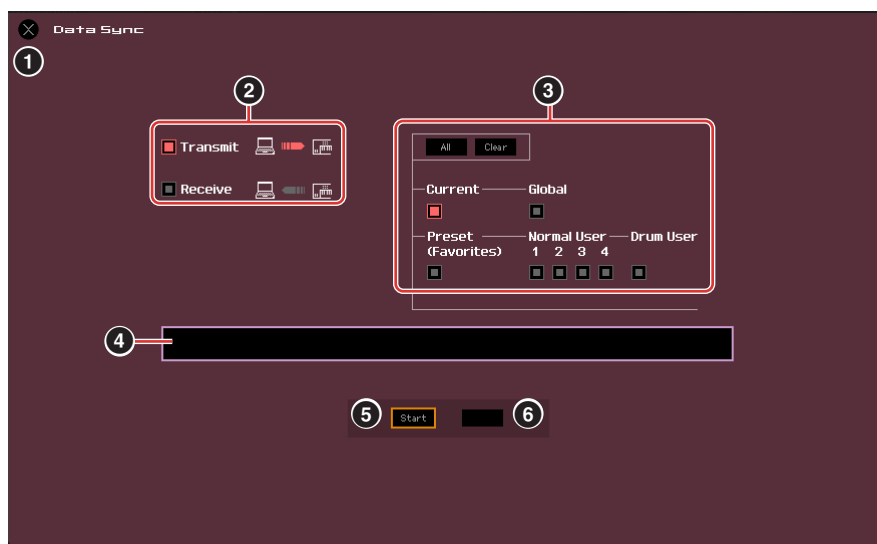 Data Sync
1
2
3
Transmit
All Clear
Receive
Current Global
Preset Normal User Drum User
(Favorites) 1 2 3 4
4
5 Start 6